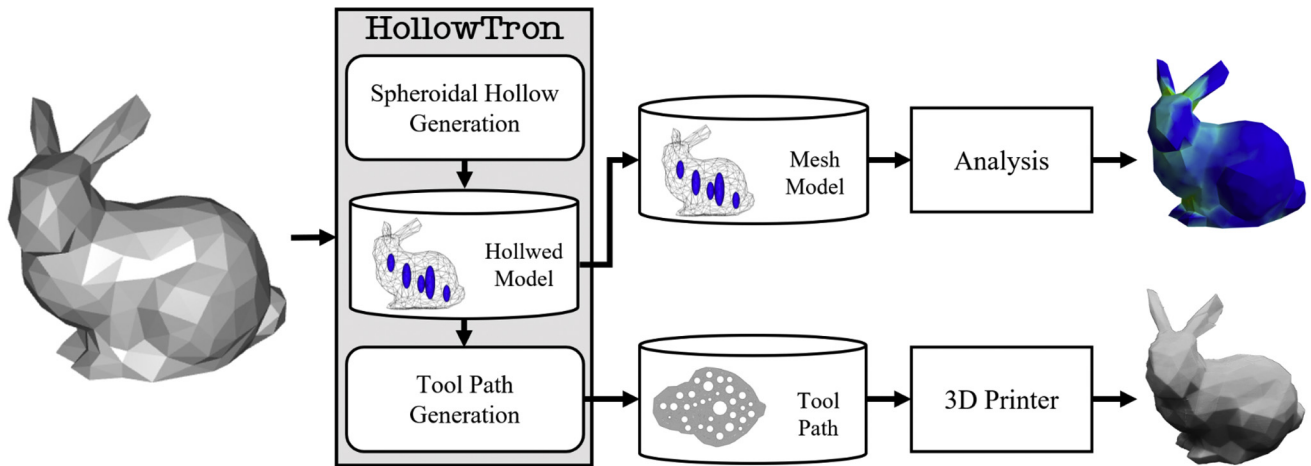 HollowTron
Spheroidal Hollow
Generation
Hollwed
Model
Tool Path
Generation
Mesh
Model
Analysis
Tool
Path
3D Printer